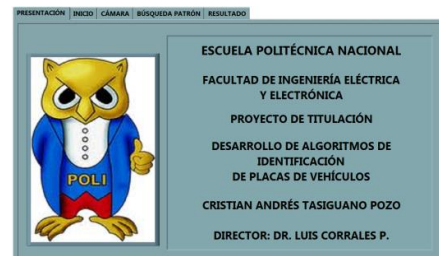 PRESENTACIÓN INICIO CÁMARA BÚSQUEDA PATRÓN RESULTADO
ESCUELA POLITÉCNICA NACIONAL
FACULTAD DE INGENIERÍA ELÉCTRICA
Y ELECTRÓNICA
PROYECTO DE TITULACIÓN
DESARROLLO DE ALGORITMOS DE
IDENTIFICACIÓN
DE PLACAS DE VEHÍCULOS
CRISTIAN ANDRÉS TASIGUANO POZO
DIRECTOR: DR. LUIS CORRALES P.
POLI